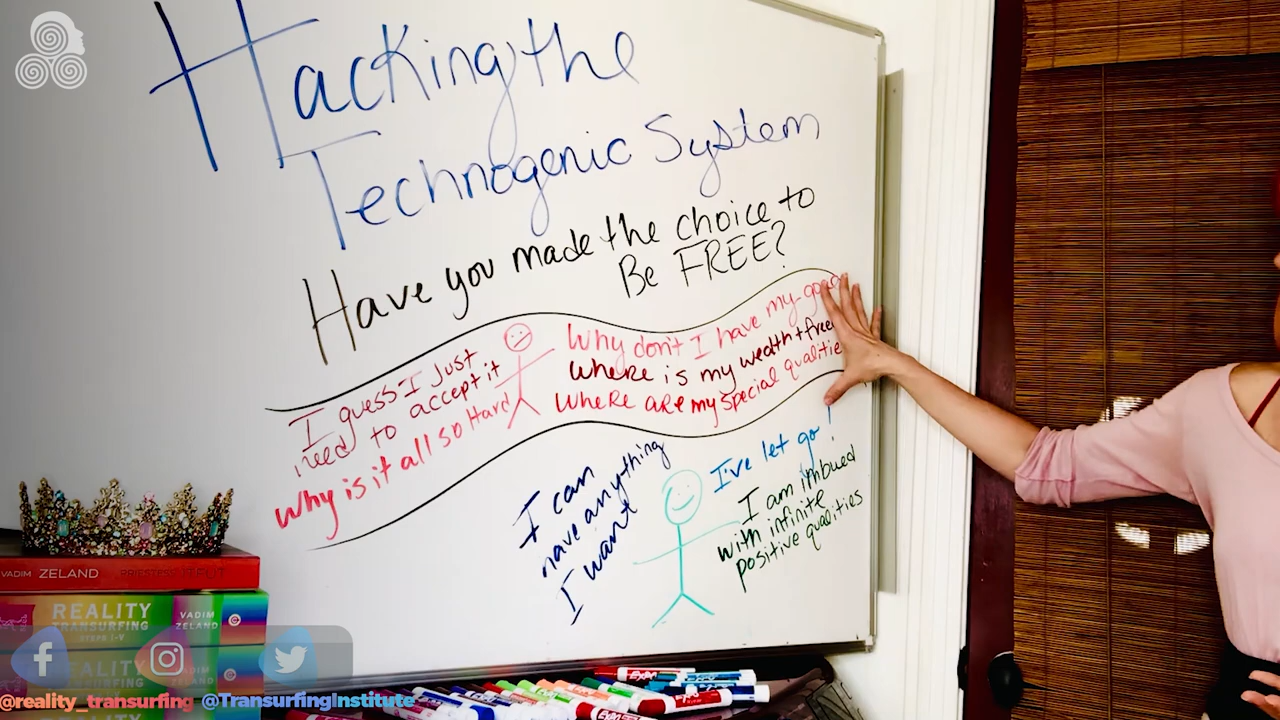 Hacking the
Technogenic System
Have you made the choice to
Be FREE?
I guess I Just
need to accept it
Why is it all so Hard
Why don't I have my
Where is my wealth + free
Where are my special qualitie
I can
have anything
I want
I've let go!
I am imbued
with infinite
positive qualities
VADIM ZELAND
REALITY
TRANSURFING
STEPS I-V
VADIM
ZELAND
REALITY
@reality_transurfing @TransurfingInstitute
EXPO